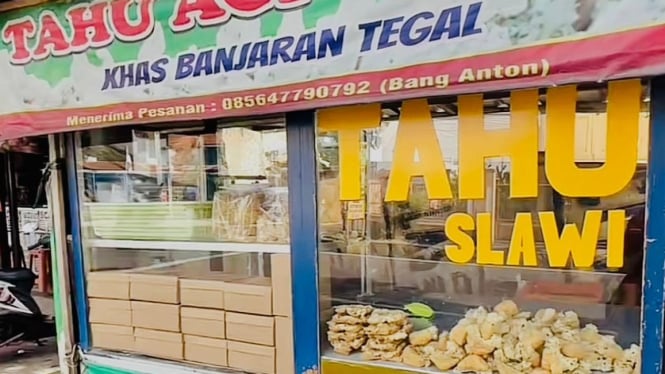 TAHU
KHAS BANJARAN TEGAL
Menerima Pesanan : 085647790792 (Bang Anton)
TAHU
SLAWI